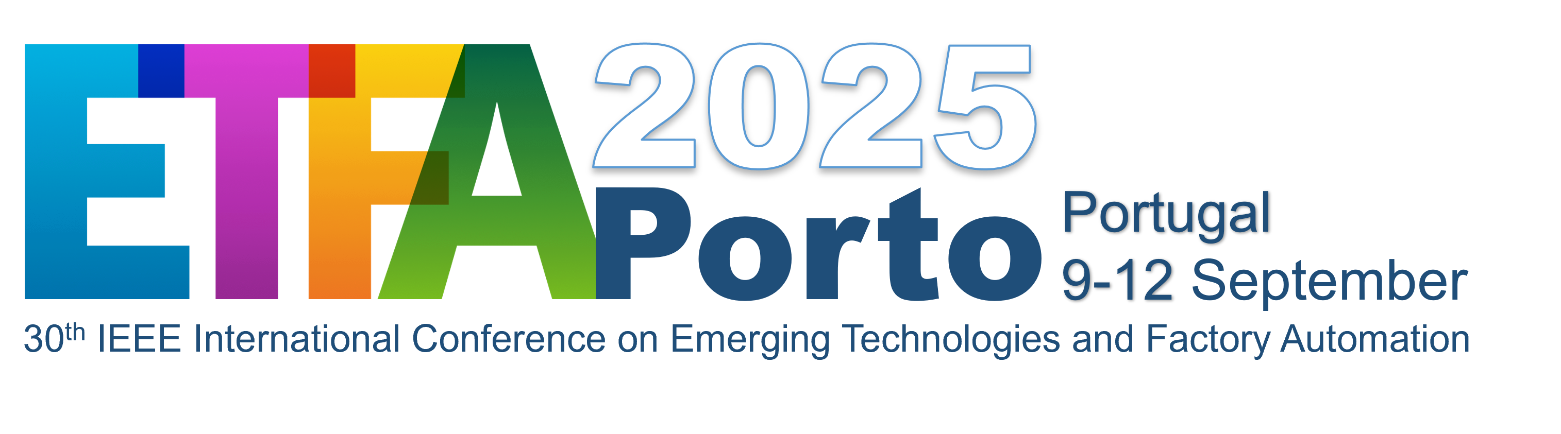 ETFA 2025
Porto
Portugal
9-12 September
30th IEEE International Conference on Emerging Technologies and Factory Automation